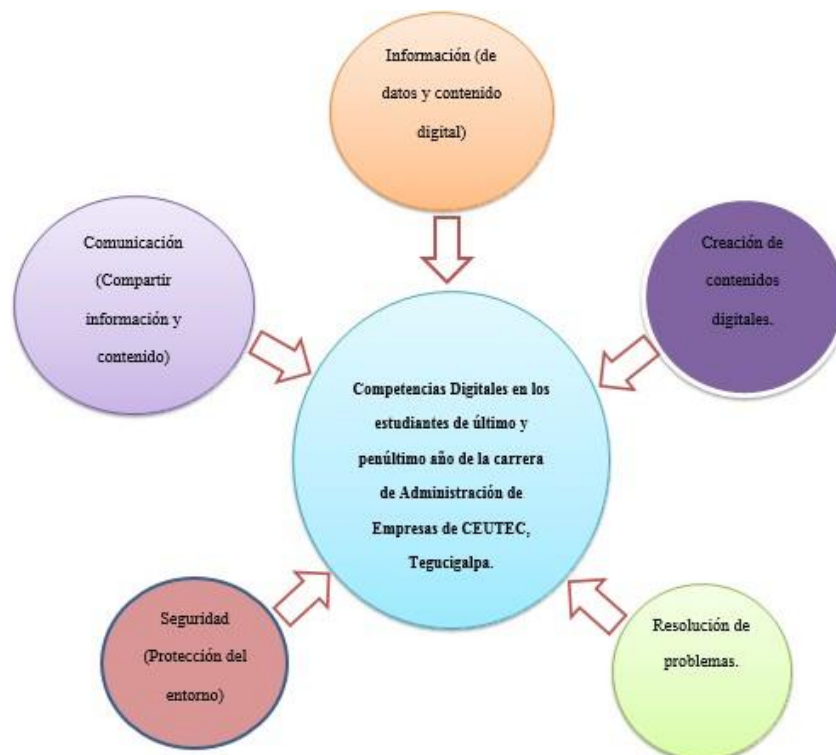 Información (de
datos y contenido
digital)
Comunicación
(Compartir
información y
contenido)
Creación de
contenidos
digitales.
Competencias Digitales en los
estudiantes de último y
penúltimo año de la carrera
de Administración de
Empresas de CEUTEC,
Tegucigalpa.
Seguridad
(Protección del
entorno)
Resolución de
problemas.